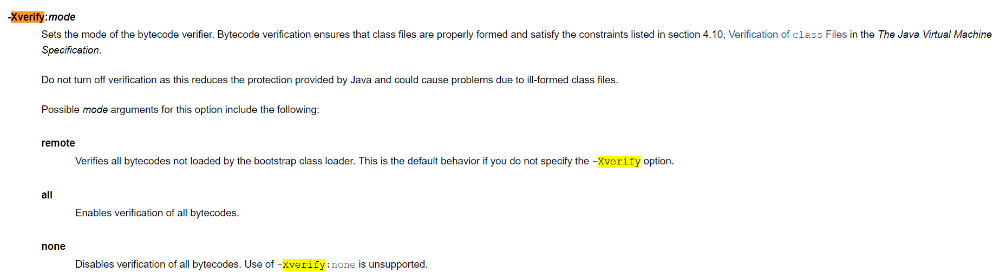 -Xverify:mode
Sets the mode of the bytecode verifier. Bytecode verification ensures that class files are properly formed and satisfy the constraints listed in section 4.10, Verification of class Files in the The Java Virtual Machine
Specification.
Do not turn off verification as this reduces the protection provided by Java and could cause problems due to ill-formed class files.
Possible mode arguments for this option include the following:
remote
Verifies all bytecodes not loaded by the bootstrap class loader. This is the default behavior if you do not specify the -Xverify option.
all
Enables verification of all bytecodes.
none
Disables verification of all bytecodes. Use of -Xverify:none is unsupported.